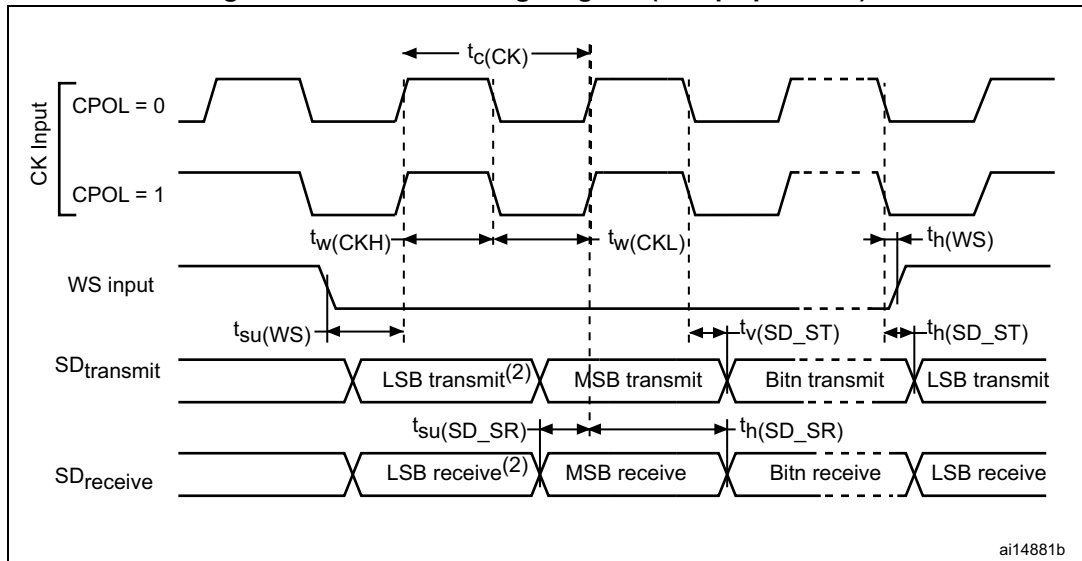 tc(CK)
CK Input
CPOL = 0
CPOL = 1
tw(CKH)
tw(CKL)
th(WS)
WS input
tsu(WS)
tv(SD_ST)
th(SD_ST)
SDtransmit
LSB transmit(2)
MSB transmit
Bitn transmit
LSB transmit
tsu(SD_SR)
th(SD_SR)
SDreceive
LSB receive(2)
MSB receive
Bitn receive
LSB receive
ai14881b